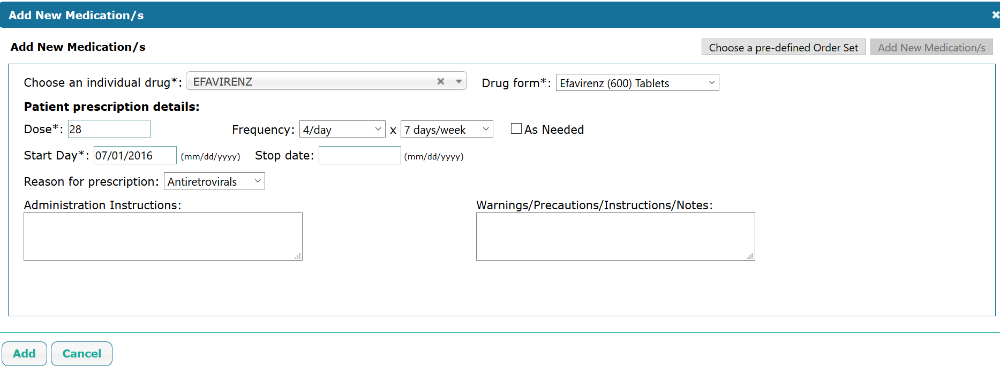 Add New Medication/s
Add New Medication/s Choose a pre-defined Order Set Add New Medication/s
Choose an individual drug*: EFAVIRENZ Drug form*: Efavirenz (600) Tablets
Patient prescription details:
Dose*: 28 Frequency: 4/day x 7 days/week As Needed
Start Day*: 07/01/2016 (mm/dd/yyyy) Stop date: (mm/dd/yyyy)
Reason for prescription: Antiretrovirals
Administration Instructions: Warnings/Precautions/Instructions/Notes:
Add Cancel